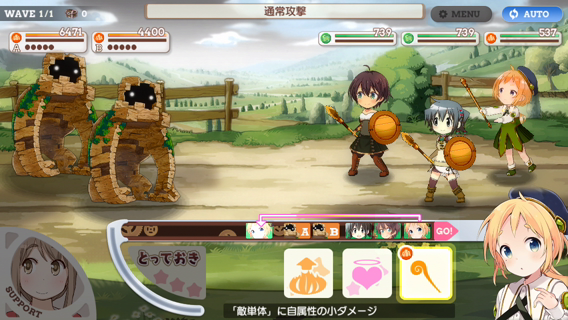 WAVE 1/1
0
通常攻撃
MENU
AUTO
6471
A
4400
B
739
739
537
A
B
GO!
とっておき
SUPPORT
「敵単体」に自属性の小ダメージ